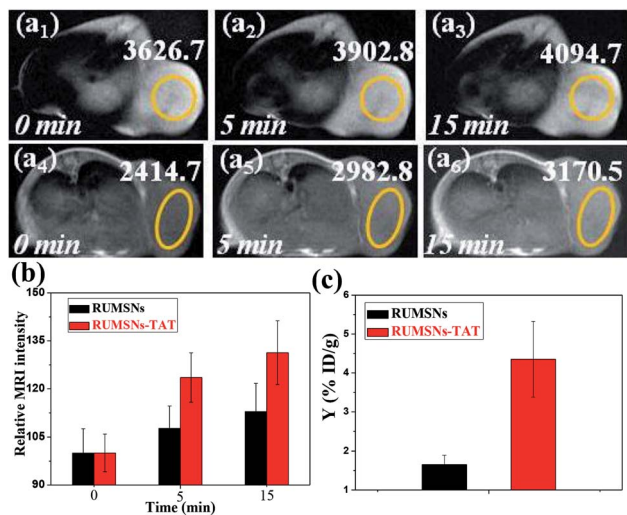 (a1) 3626.7 0 min
(a2) 3902.8 5 min
(a3) 4094.7 15 min
(a4) 2414.7 0 min
(a5) 2982.8 5 min
(a6) 3170.5 15 min
(b)
Relative MRI intensity
150
135
120
105
90
RUMSNs
RUMSNs-TAT
0 5 15
Time (min)
(c)
Y (% ID/g)
6
5
4
3
2
1
RUMSNs
RUMSNs-TAT